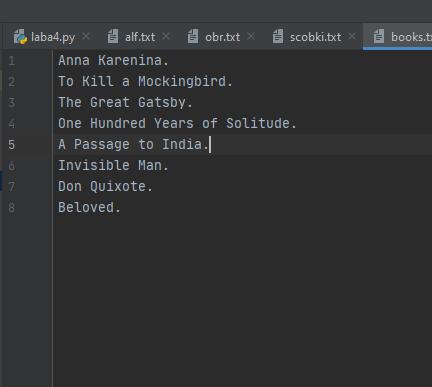 laba4.py alf.txt obr.txt scobki.txt books.tx
1 Anna Karenina.
2 To Kill a Mockingbird.
3 The Great Gatsby.
4 One Hundred Years of Solitude.
5 A Passage to India.
6 Invisible Man.
7 Don Quixote.
8 Beloved.